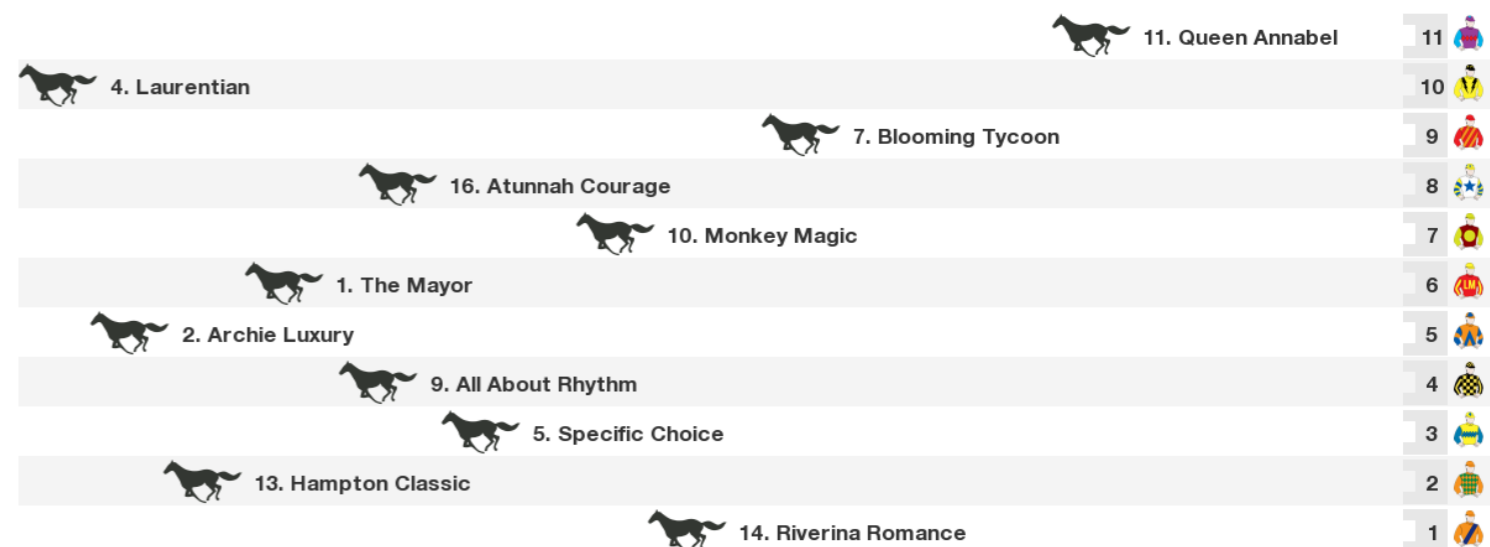 11. Queen Annabel 11
4. Laurentian 10
7. Blooming Tycoon 9
16. Atunnah Courage 8
10. Monkey Magic 7
1. The Mayor 6
LM
2. Archie Luxury 5
9. All About Rhythm 4
5. Specific Choice 3
13. Hampton Classic 2
14. Riverina Romance 1